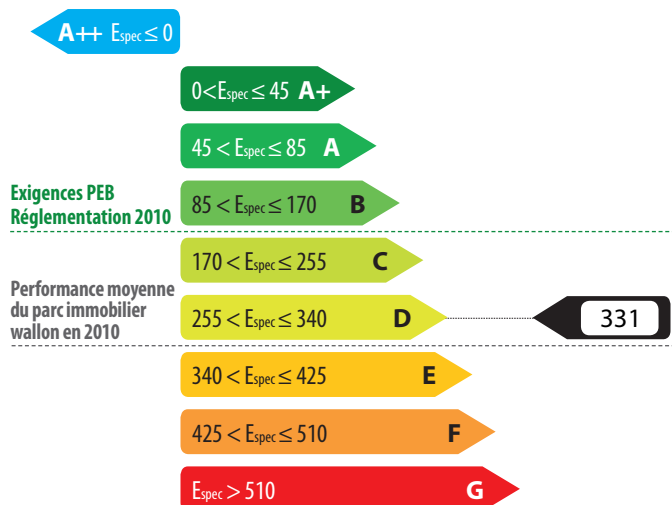 A++ Espec ≤ 0
0<Espec ≤ 45 A+
45 < Espec ≤ 85 A
Exigences PEB
Réglementation 2010
85 < Espec ≤ 170 B
170 < Espec ≤ 255 C
Performance moyenne
du parc immobilier
wallon en 2010
255 < Espec ≤ 340 D
331
340 < Espec ≤ 425 E
425 < Espec ≤ 510 F
Espec > 510 G